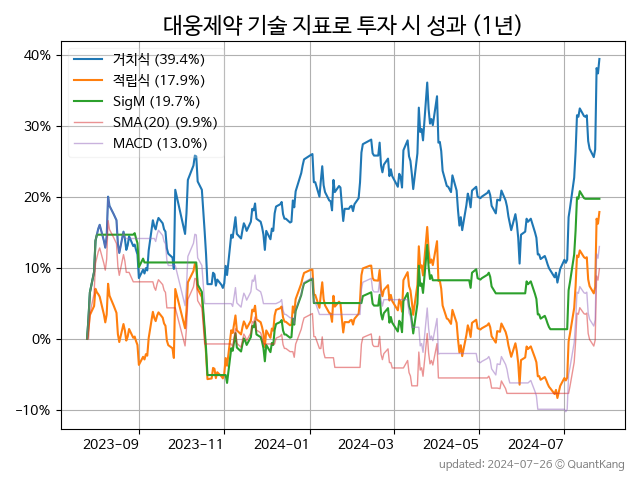 대웅제약 기술 지표로 투자 시 성과 (1년)
거치식 (39.4%)
적립식 (17.9%)
SigM (19.7%)
SMA(20) (9.9%)
MACD (13.0%)
40%
30%
20%
10%
0%
−10%
2023-09 2023-11 2024-01 2024-03 2024-05 2024-07
updated: 2024-07-26 © QuantKang